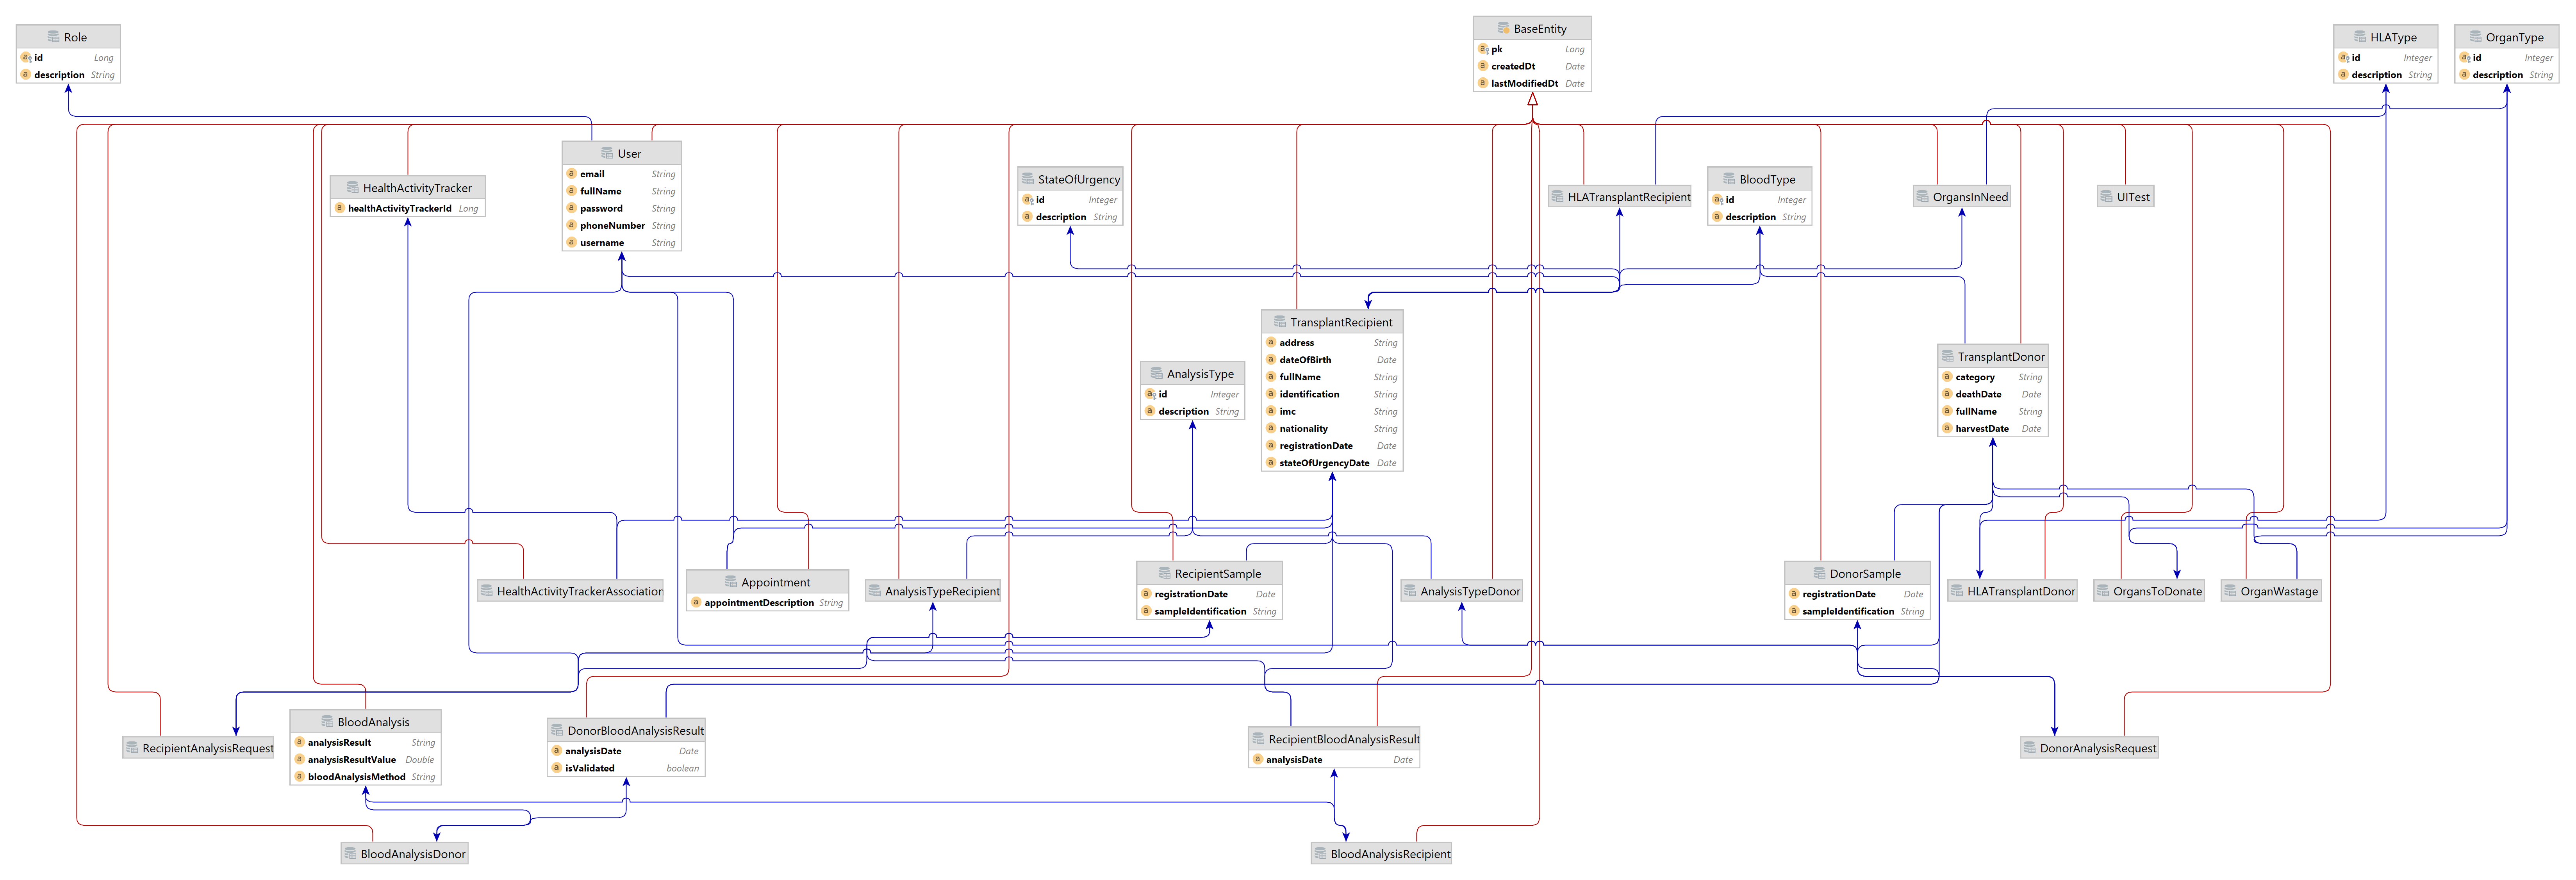 Role
id Long
description String
BaseEntity
pk Long
createdDt Date
lastModifiedDt Date
HLAType
id Integer
description String
OrganType
id Integer
description String
User
email String
fullName String
password String
phoneNumber String
username String
HealthActivityTracker
healthActivityTrackerId Long
StateOfUrgency
id Integer
description String
HLATransplantRecipient
BloodType
id Integer
description String
OrgansInNeed
UITest
TransplantRecipient
address String
dateOfBirth Date
fullName String
identification String
imc String
nationality String
registrationDate Date
stateOfUrgencyDate Date
AnalysisType
id Integer
description String
TransplantDonor
category String
deathDate Date
fullName String
harvestDate Date
HealthActivityTrackerAssociation
Appointment
appointmentDescription String
AnalysisTypeRecipient
RecipientSample
registrationDate Date
sampleIdentification String
AnalysisTypeDonor
DonorSample
registrationDate Date
sampleIdentification String
HLATransplantDonor
OrgansToDonate
OrganWastage
RecipientAnalysisRequest
BloodAnalysis
analysisResult String
analysisResultValue Double
bloodAnalysisMethod String
DonorBloodAnalysisResult
analysisDate Date
isValidated boolean
RecipientBloodAnalysisResult
analysisDate Date
DonorAnalysisRequest
BloodAnalysisDonor
BloodAnalysisRecipient